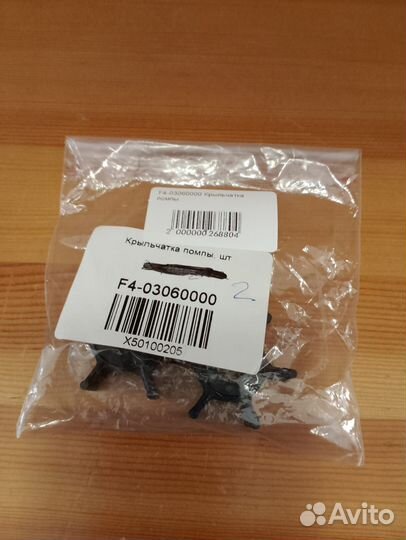 F4-03060000 Крыльчатка
помпы
2 000000 268804
Крыльчатка помпы, шт
F4-03060000
2
X50100205
Avito